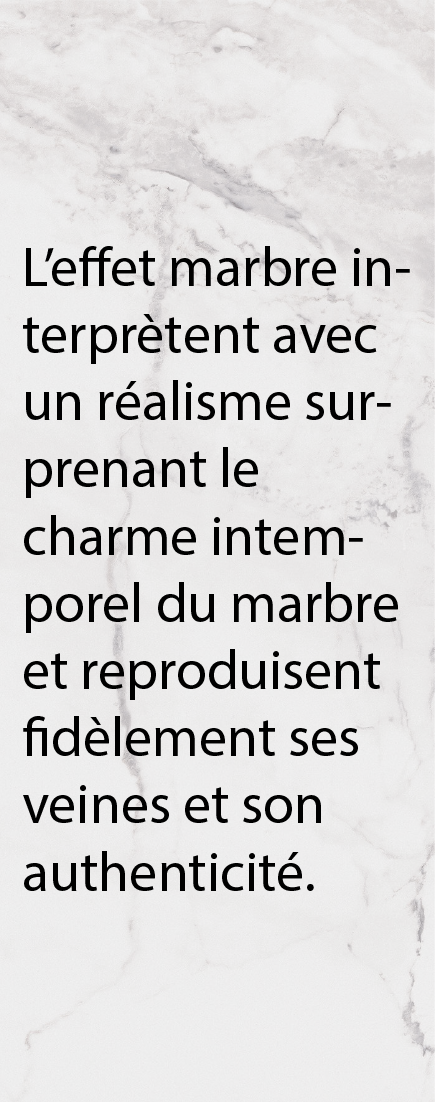 L’effet marbre in-
terprètent avec
un réalisme sur-
prenant le
charme intem-
porel du marbre
et reproduisent
fidèlement ses
veines et son
authenticité.